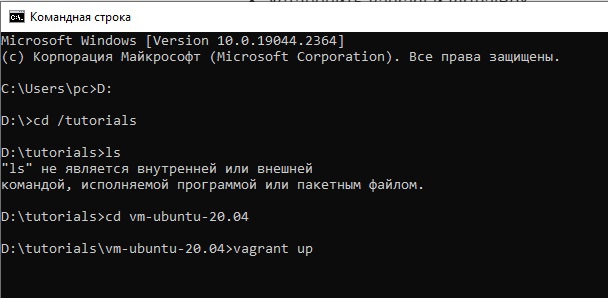 Командная строка
Microsoft Windows [Version 10.0.19044.2364]
(c) Корпорация Майкрософт (Microsoft Corporation). Все права защищены.
C:\Users\pc>D:
D:\>cd /tutorials
D:\tutorials>ls
"ls" не является внутренней или внешней
командой, исполняемой программой или пакетным файлом.
D:\tutorials>cd vm-ubuntu-20.04
D:\tutorials\vm-ubuntu-20.04>vagrant up